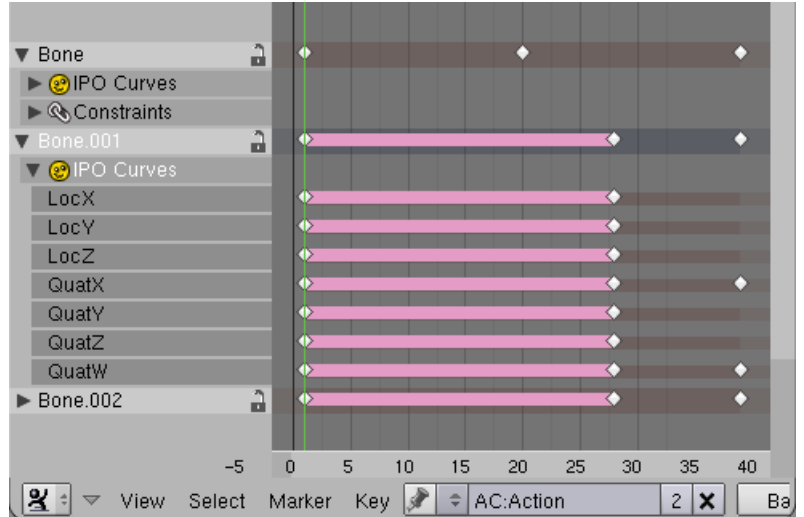 Bone
IPO Curves
Constraints
Bone.001
IPO Curves
LocX
LocY
LocZ
QuatX
QuatY
QuatZ
QuatW
Bone.002
-5 0 5 10 15 20 25 30 35 40
View Select Marker Key AC:Action 2 Ba